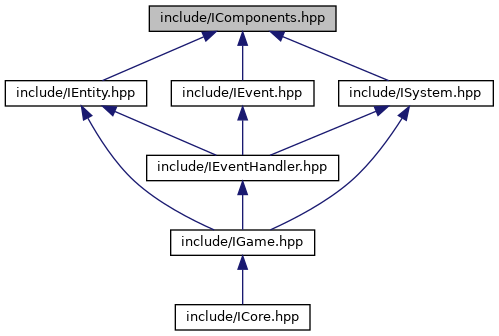 include/IComponents.hpp
include/IEntity.hpp
include/IEvent.hpp
include/ISystem.hpp
include/IEventHandler.hpp
include/IGame.hpp
include/ICore.hpp